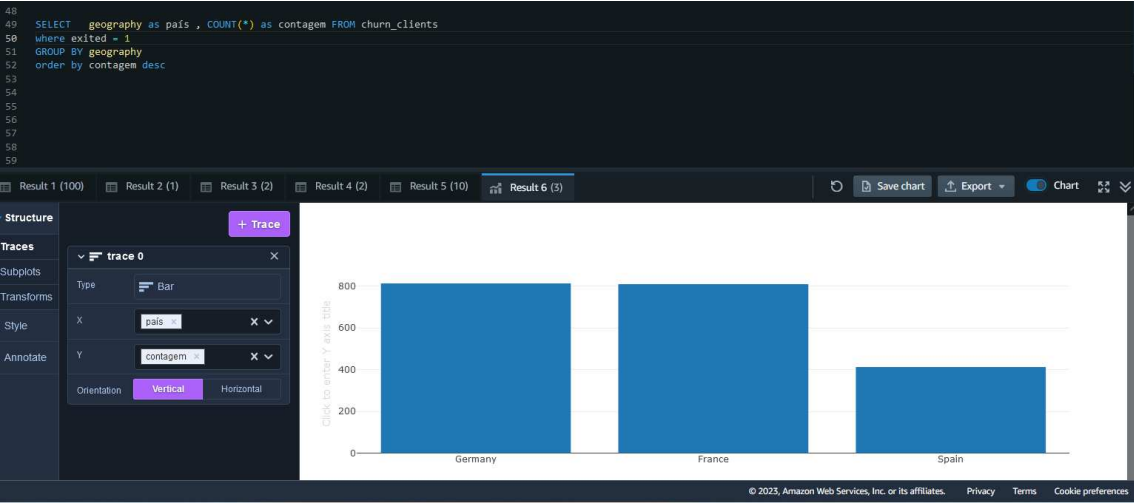 48
49 SELECT geography as país , COUNT(*) as contagem FROM churn_clients
50 where exited = 1
51 GROUP BY geography
52 order by contagem desc
53
54
55
56
57
58
59
Result 1 (100) Result 2 (1) Result 3 (2) Result 4 (2) Result 5 (10) Result 6 (3) Save chart Export Chart
Structure
+ Trace
Traces
Subplots
Transforms
Style
Annotate
trace 0
Type Bar
X país ×
Y contagem ×
Orientation Vertical Horizontal
Click to enter Y axis title
800
600
400
200
0
Germany France Spain
© 2023, Amazon Web Services, Inc. or its affiliates. Privacy Terms Cookie preferences